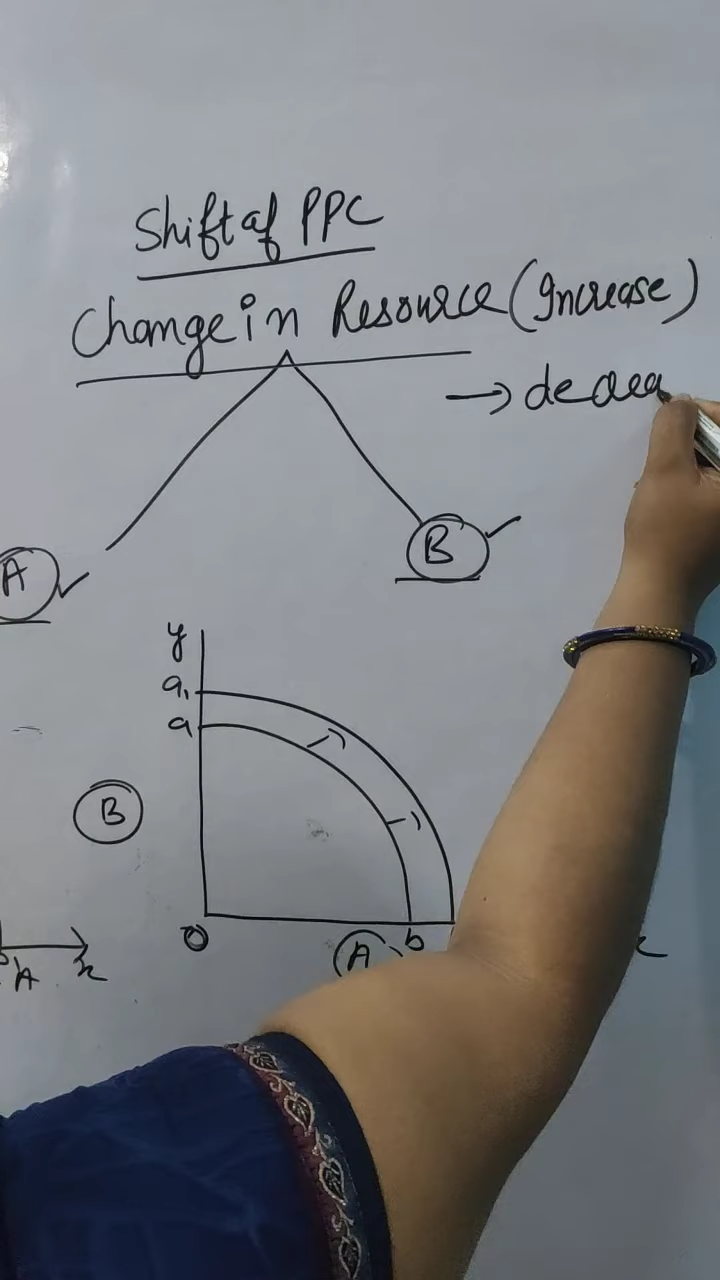 Shift of PPC
Change in Resource (Increase)
→ decrea
A ✓
B ✓
y
a₁
a
B
O
A
b
A
x